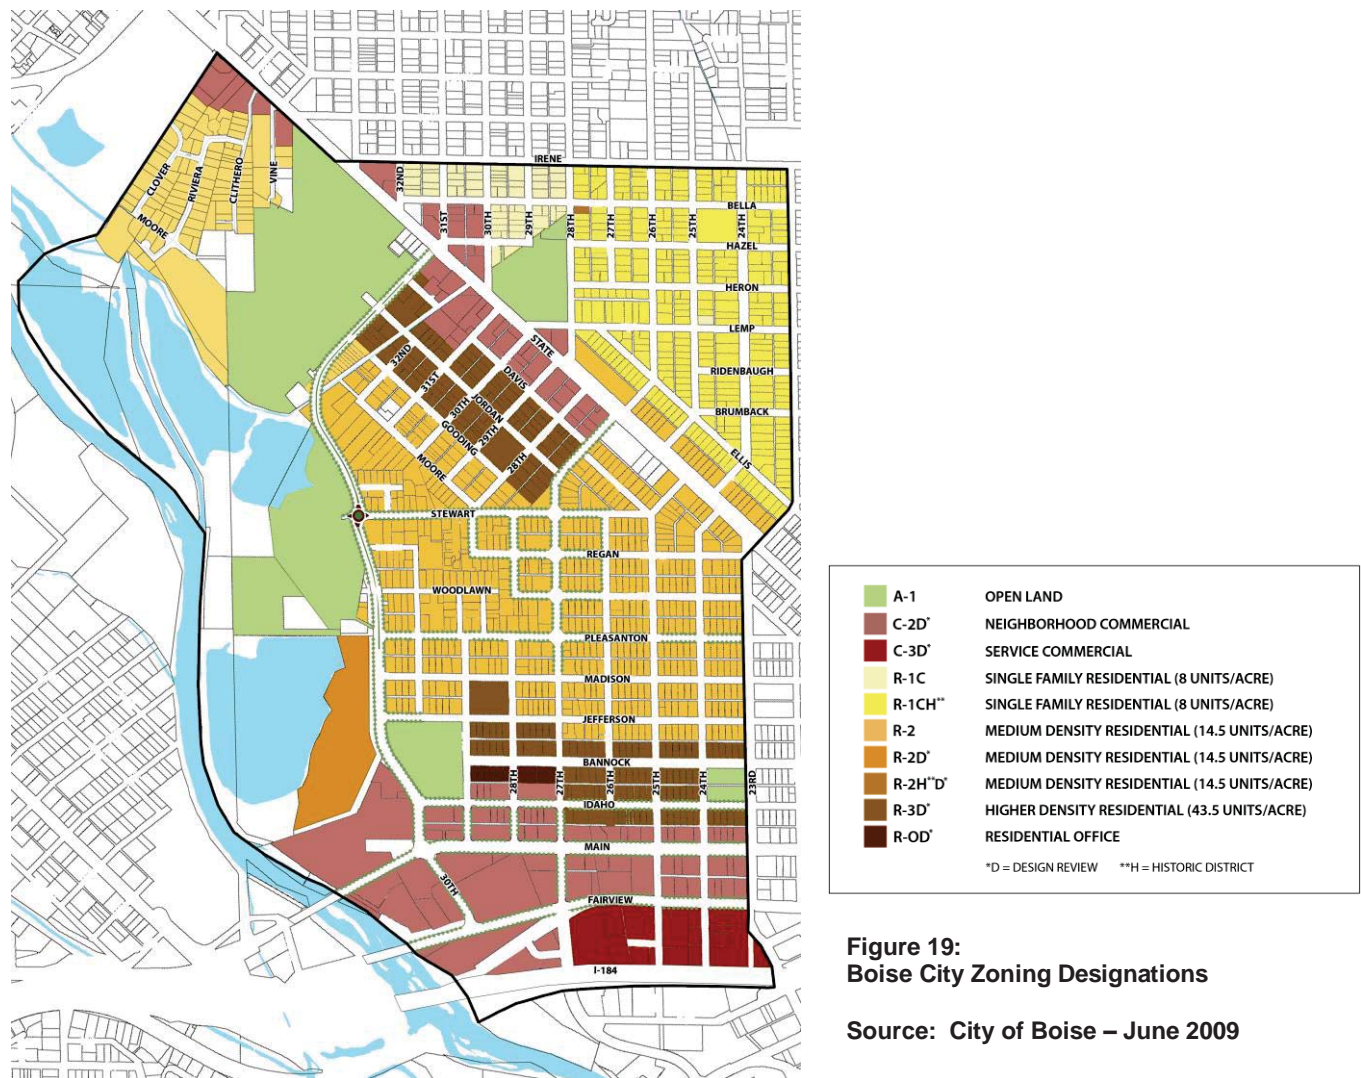 IRENE
32ND
BELLA
31ST
30TH
29TH
28TH
27TH
26TH
25TH
24TH
HAZEL
HERON
LEMP
RIDENBAUGH
BRUMBACK
ELLIS
CLOVER
RIVIERA
CLITHERO
VINE
MOORE
STATE
DAVIS
32ND
31ST
JORDAN
30TH
GOODING
29TH
28TH
MOORE
STEWART
REGAN
WOODLAWN
PLEASANTON
MADISON
JEFFERSON
BANNOCK
28TH
27TH
26TH
25TH
24TH
23RD
IDAHO
MAIN
30TH
FAIRVIEW
I-184
A-1 OPEN LAND
C-2D* NEIGHBORHOOD COMMERCIAL
C-3D* SERVICE COMMERCIAL
R-1C SINGLE FAMILY RESIDENTIAL (8 UNITS/ACRE)
R-1CH** SINGLE FAMILY RESIDENTIAL (8 UNITS/ACRE)
R-2 MEDIUM DENSITY RESIDENTIAL (14.5 UNITS/ACRE)
R-2D* MEDIUM DENSITY RESIDENTIAL (14.5 UNITS/ACRE)
R-2H**D* MEDIUM DENSITY RESIDENTIAL (14.5 UNITS/ACRE)
R-3D* HIGHER DENSITY RESIDENTIAL (43.5 UNITS/ACRE)
R-OD* RESIDENTIAL OFFICE
*D = DESIGN REVIEW **H = HISTORIC DISTRICT
Figure 19:
Boise City Zoning Designations
Source: City of Boise – June 2009